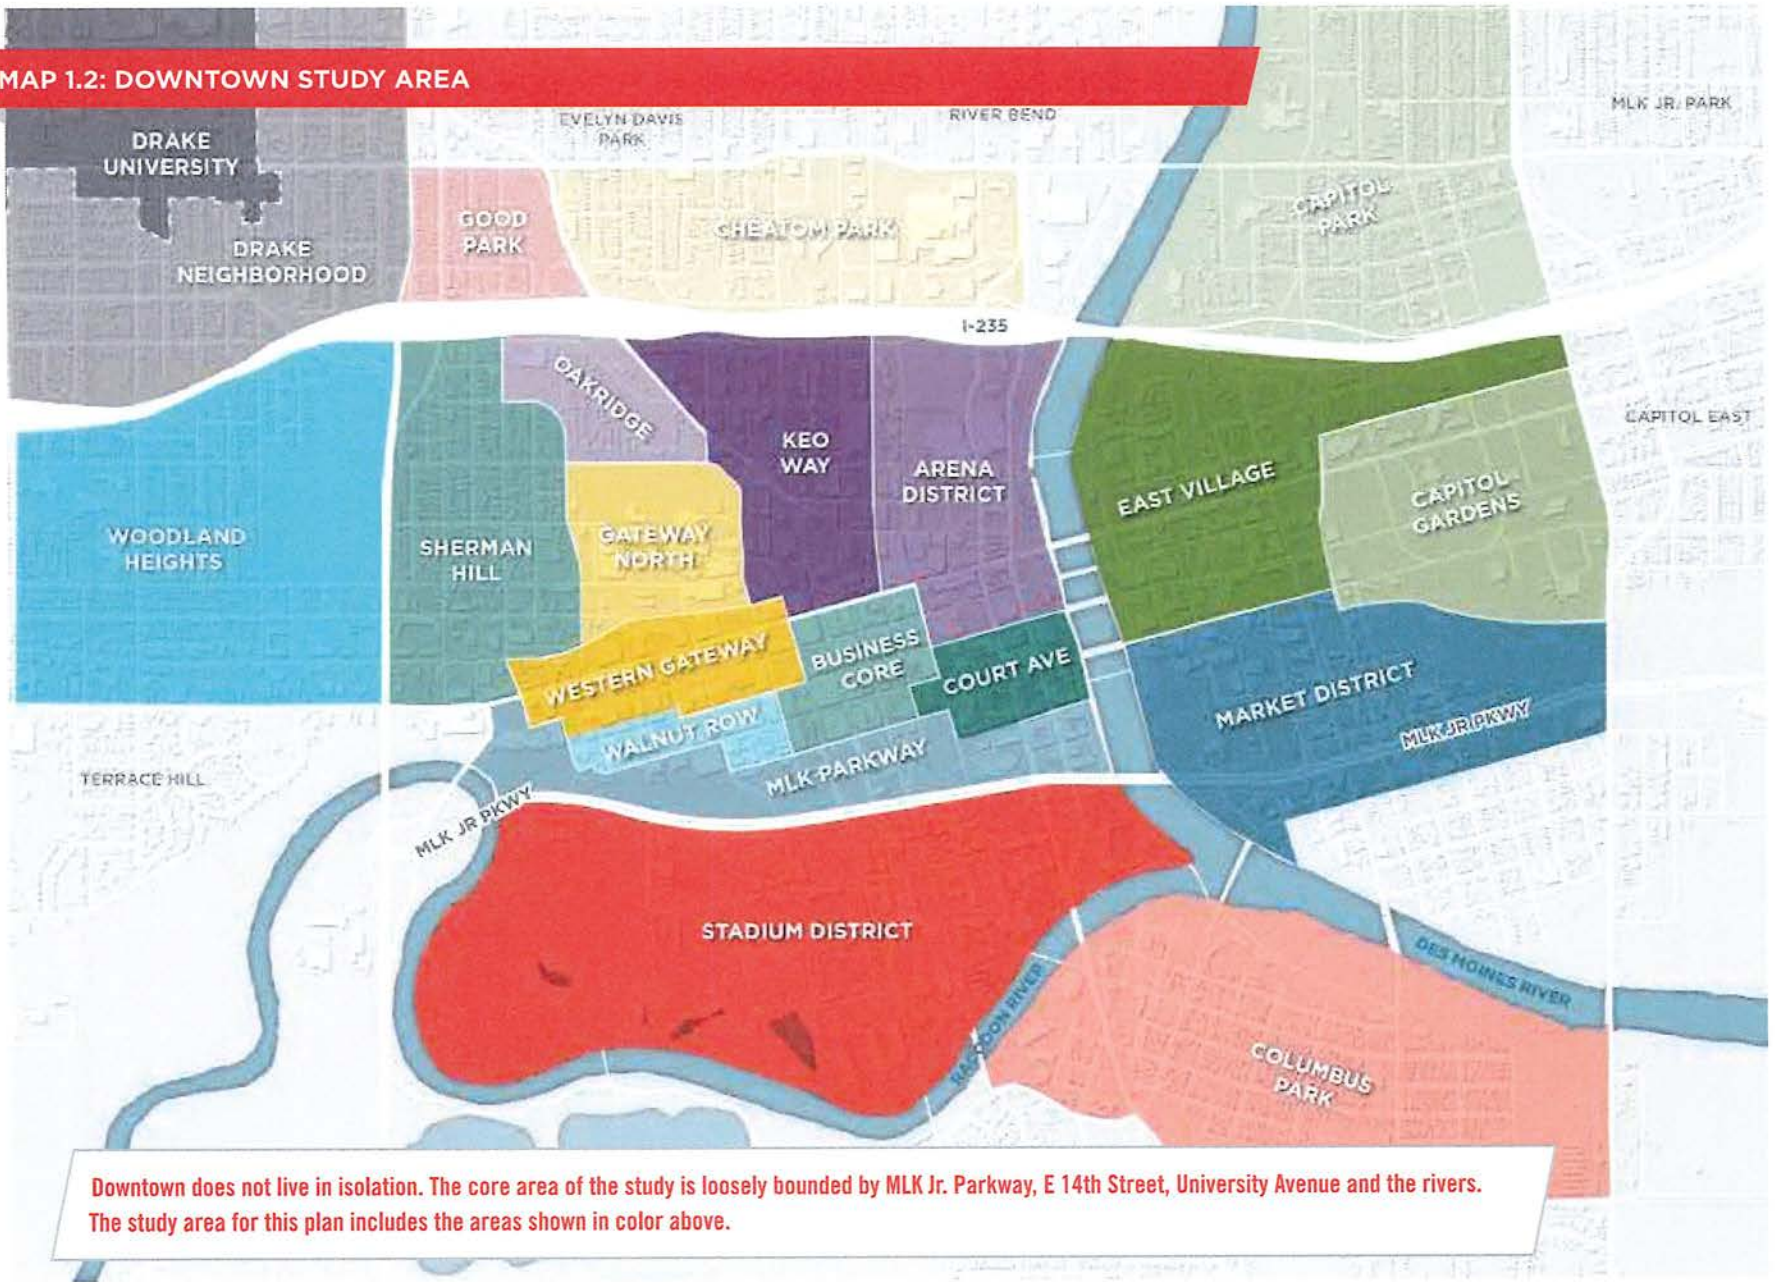 MAP 1.2: DOWNTOWN STUDY AREA
MLK JR. PARK
EVELYN DAVIS
PARK
RIVER BEND
DRAKE
UNIVERSITY
DRAKE
NEIGHBORHOOD
GOOD
PARK
CHEATOM PARK
CAPITOL
PARK
I-235
OAKRIDGE
KEO
WAY
ARENA
DISTRICT
EAST VILLAGE
CAPITOL
GARDENS
CAPITOL EAST
WOODLAND
HEIGHTS
SHERMAN
HILL
GATEWAY
NORTH
WESTERN GATEWAY
BUSINESS
CORE
COURT AVE
MARKET DISTRICT
MLK JR PKWY
WALNUT ROW
MLK PARKWAY
TERRACE HILL
MLK JR PKWY
STADIUM DISTRICT
RACCOON RIVER
DES MOINES RIVER
COLUMBUS
PARK
Downtown does not live in isolation. The core area of the study is loosely bounded by MLK Jr. Parkway, E 14th Street, University Avenue and the rivers.
The study area for this plan includes the areas shown in color above.